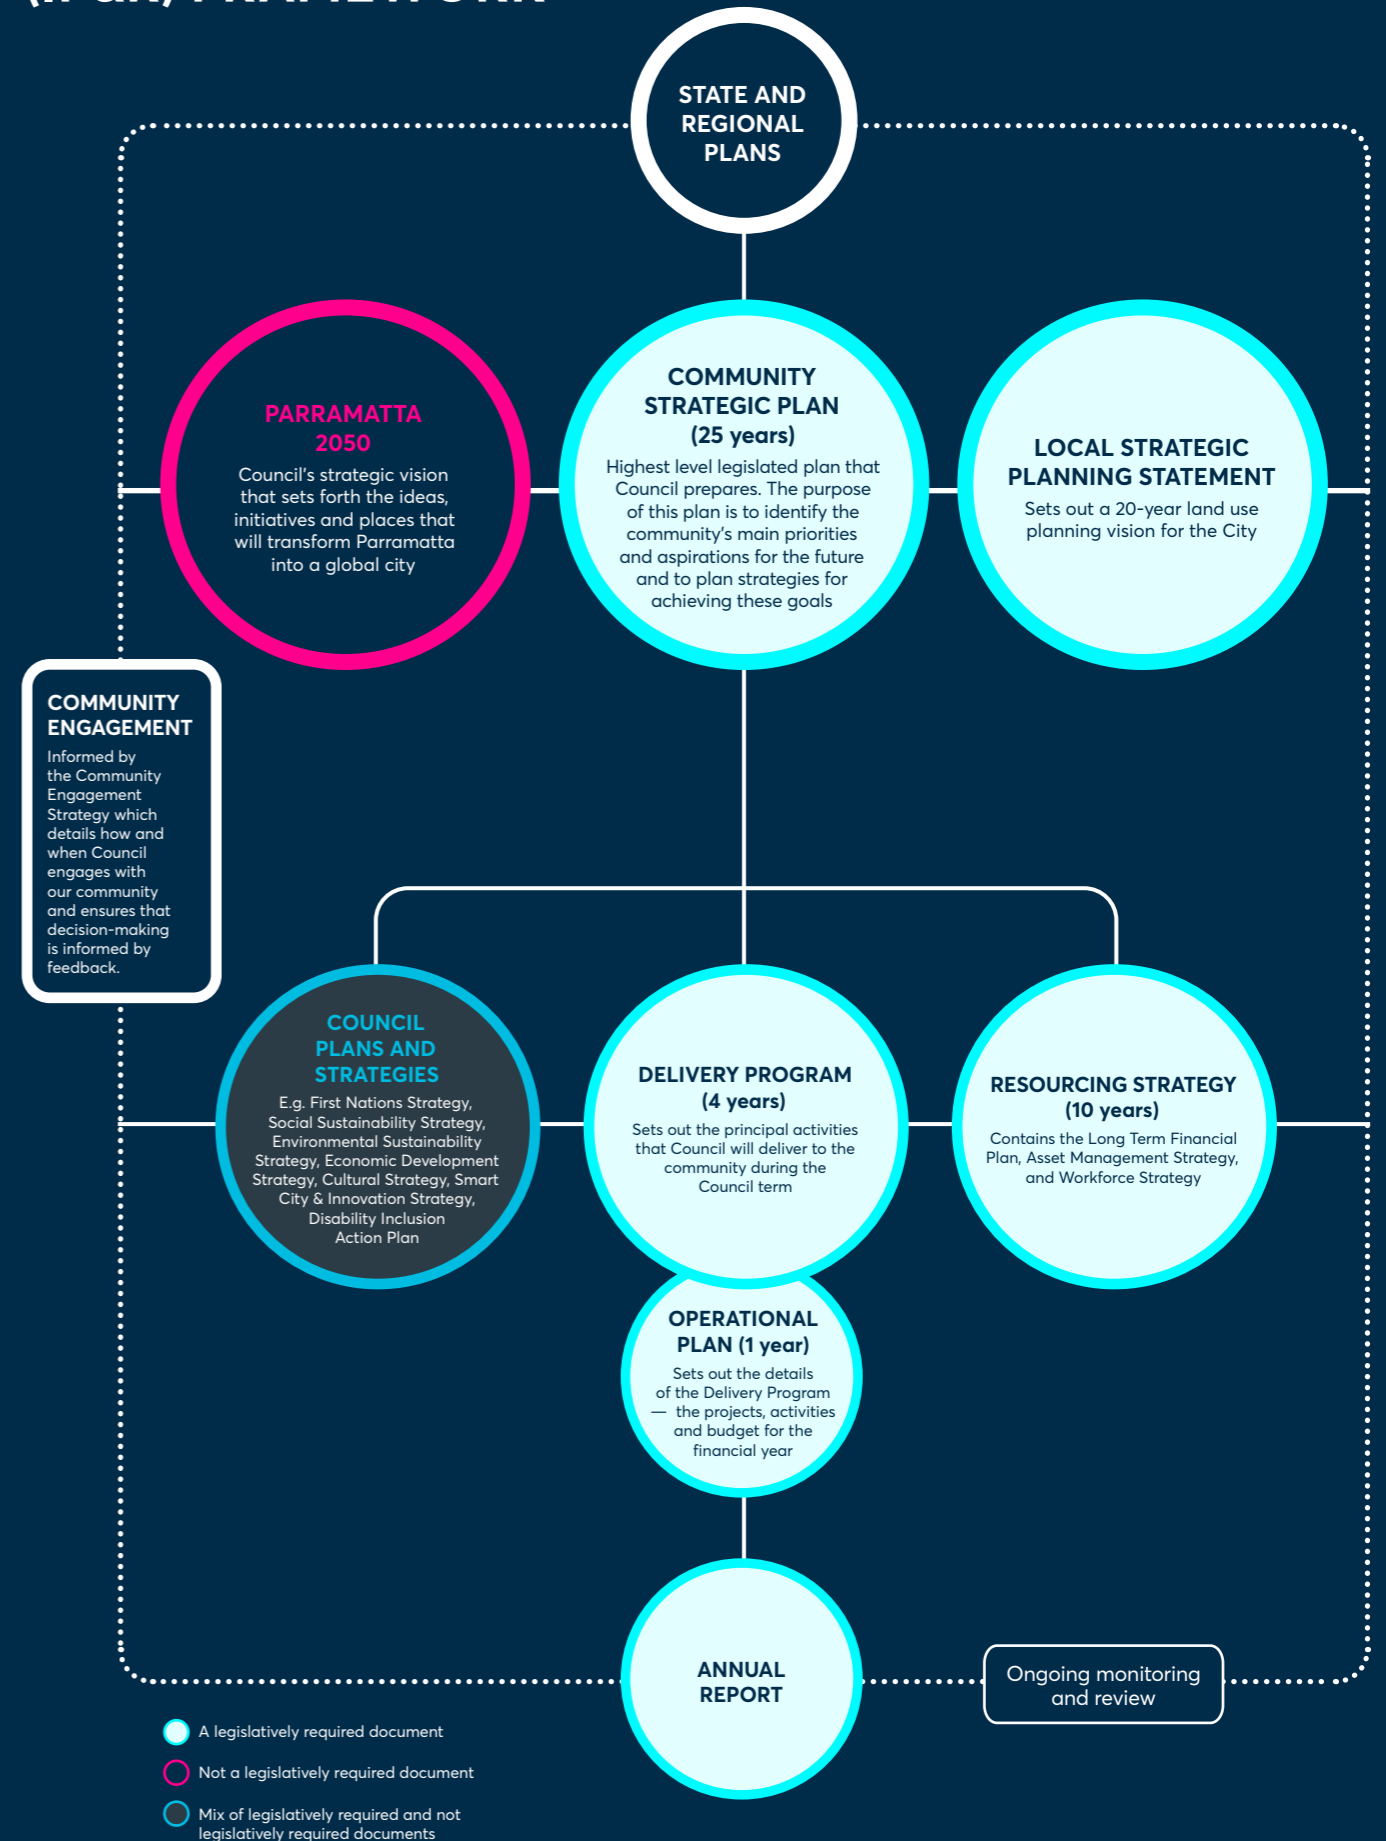 FRAMEWORK
STATE AND
REGIONAL
PLANS
PARRAMATTA
2050
Council's strategic vision
that sets forth the ideas,
initiatives and places that
will transform Parramatta
into a global city
COMMUNITY
STRATEGIC PLAN
(25 years)
Highest level legislated plan that
Council prepares. The purpose
of this plan is to identify the
community's main priorities
and aspirations for the future
and to plan strategies for
achieving these goals
LOCAL STRATEGIC
PLANNING STATEMENT
Sets out a 20-year land use
planning vision for the City
COMMUNITY
ENGAGEMENT
Informed by
the Community
Engagement
Strategy which
details how and
when Council
engages with
our community
and ensures that
decision-making
is informed by
feedback.
COUNCIL
PLANS AND
STRATEGIES
E.g. First Nations Strategy,
Social Sustainability Strategy,
Environmental Sustainability
Strategy, Economic Development
Strategy, Cultural Strategy, Smart
City & Innovation Strategy,
Disability Inclusion
Action Plan
DELIVERY PROGRAM
(4 years)
Sets out the principal activities
that Council will deliver to the
community during the
Council term
RESOURCING STRATEGY
(10 years)
Contains the Long Term Financial
Plan, Asset Management Strategy,
and Workforce Strategy
OPERATIONAL
PLAN (1 year)
Sets out the details
of the Delivery Program
— the projects, activities
and budget for the
financial year
ANNUAL
REPORT
Ongoing monitoring
and review
A legislatively required document
Not a legislatively required document
Mix of legislatively required and not
legislatively required documents